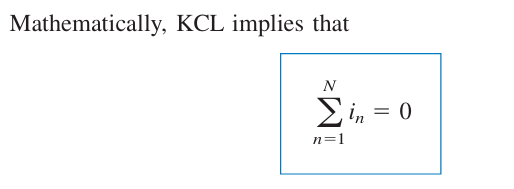 Mathematically, KCL implies that
N
∑ iₙ = 0
n=1